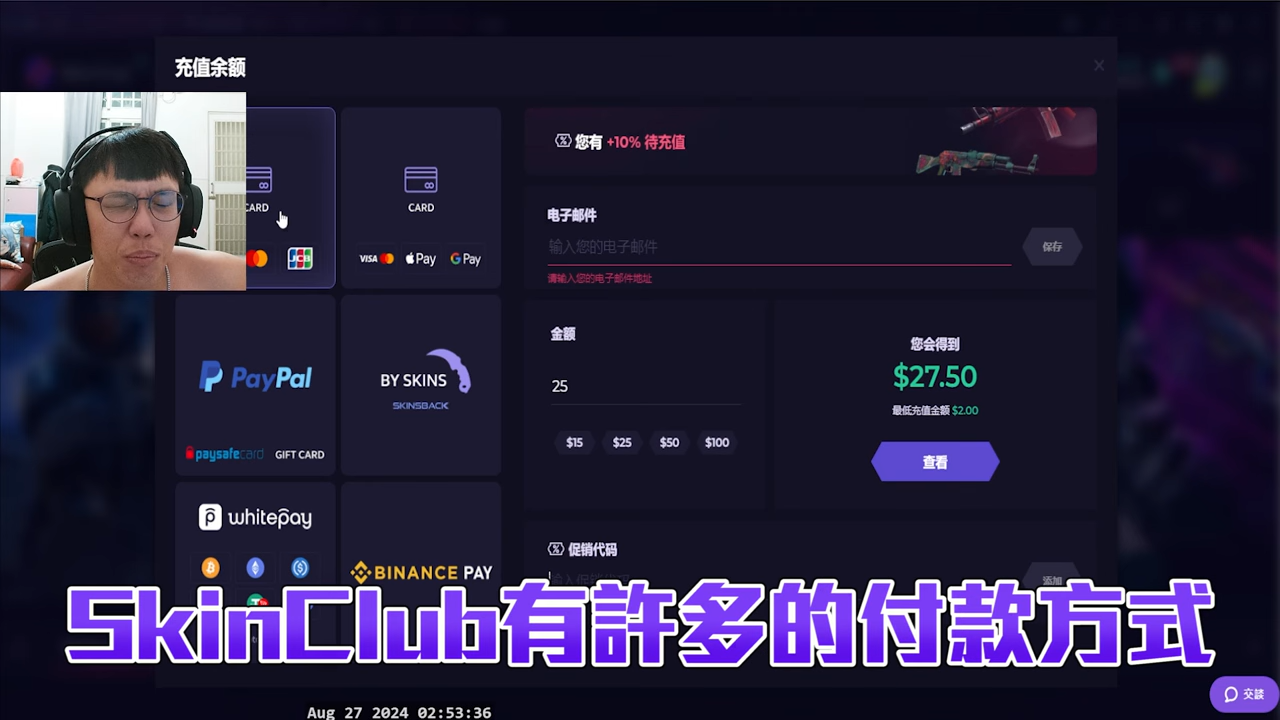 充值余额
×
CARD
CARD
JCB
VISA
Pay
G Pay
您有 +10% 待充值
电子邮件
输入您的电子邮件
保存
请输入您的电子邮件地址
PayPal
paysafecard
GIFT CARD
BY SKINS
SKINSBACK
金额
25
$15
$25
$50
$100
您会得到
$27.50
最低充值金额 $2.00
查看
whitepay
BINANCE PAY
促销代码
添加
SkinClub有許多的付款方式
交談
Aug 27 2024 02:53:36